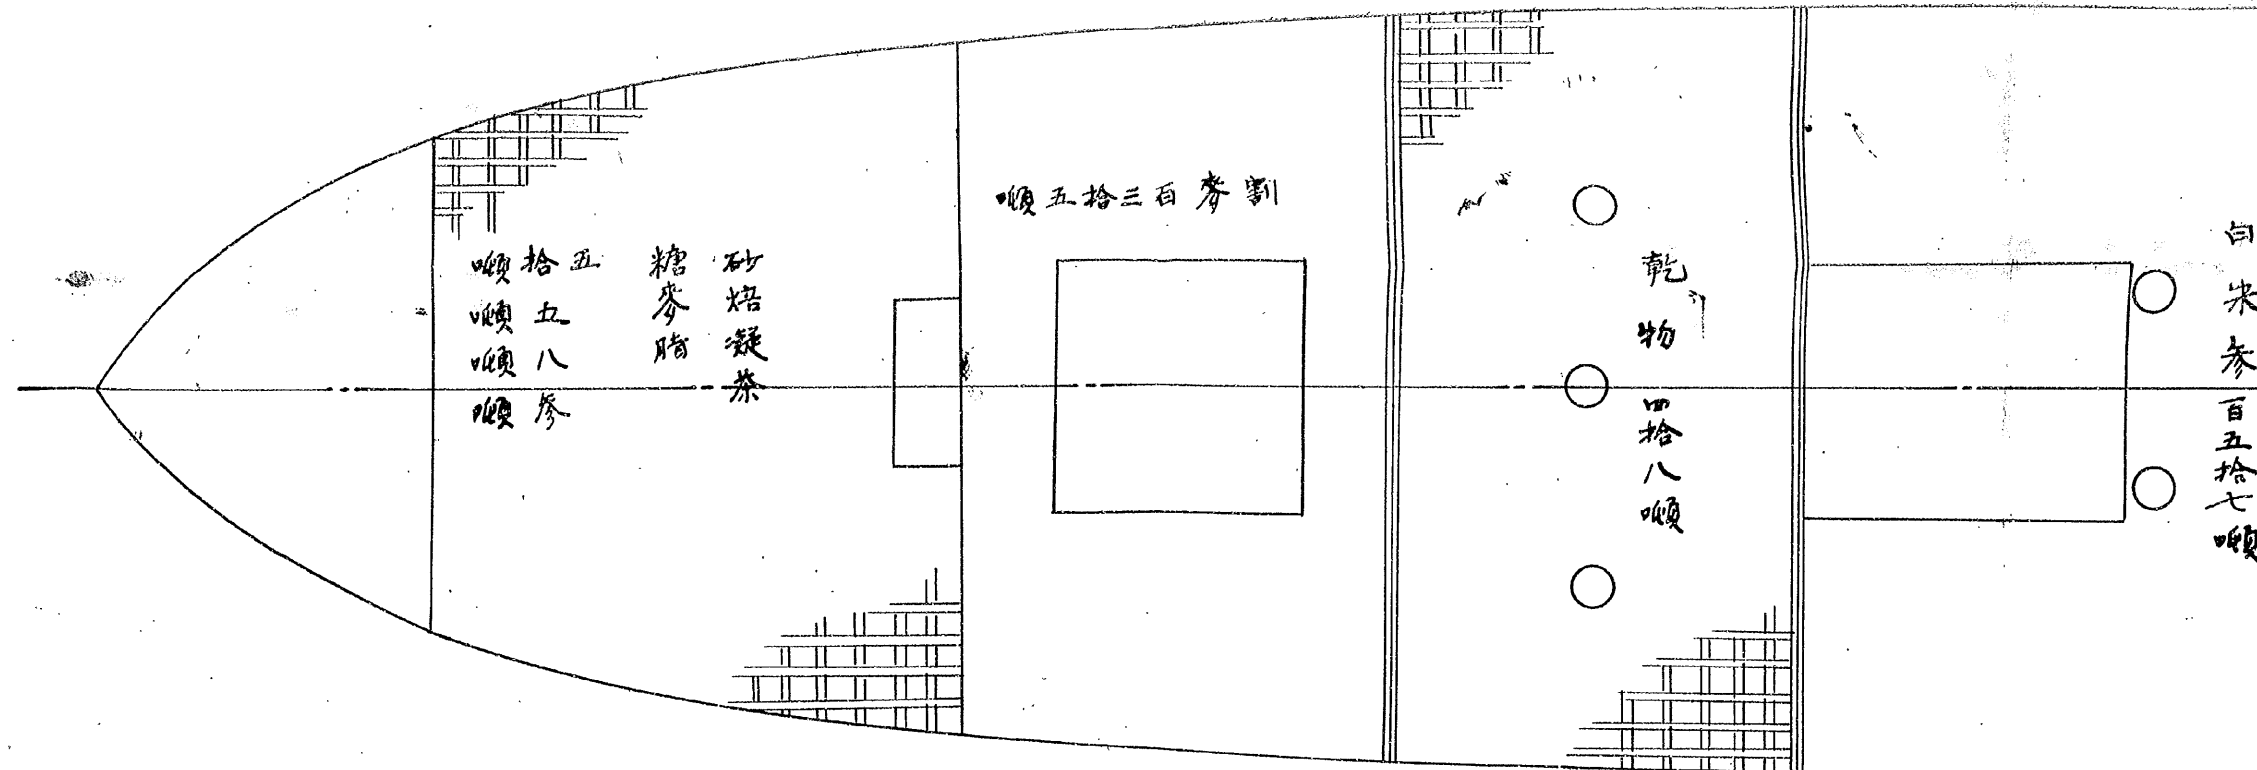 白米参百五拾七噸
乾物 四拾八噸
割麥百三拾五噸
砂糖 五拾噸
焙麥 五噸
凝脂 八噸
茶 參噸